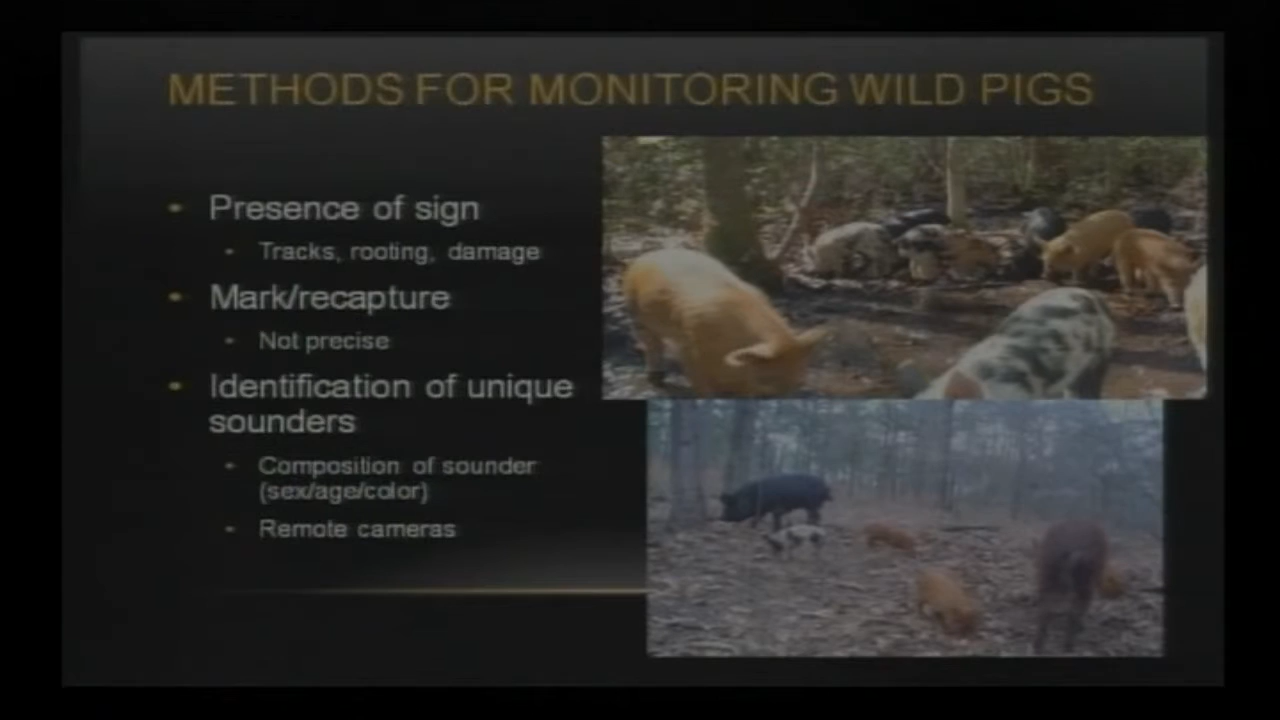 METHODS FOR MONITORING WILD PIGS
• Presence of sign
• Tracks, rooting, damage
• Mark/recapture
• Not precise
• Identification of unique
sounders
• Composition of sounder
(sex/age/color)
• Remote cameras